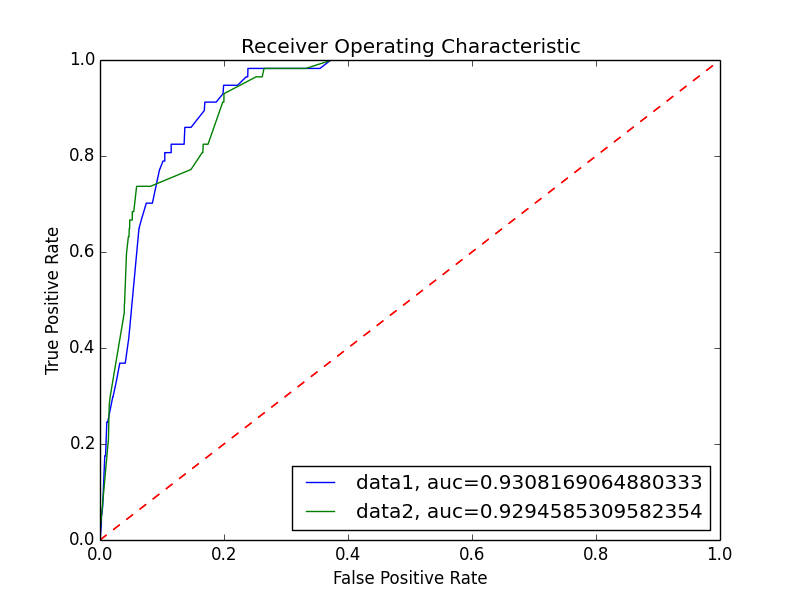 Receiver Operating Characteristic
1.0
0.8
0.6
0.4
0.2
0.0
True Positive Rate
data1, auc=0.9308169064880333
data2, auc=0.9294585309582354
0.0 0.2 0.4 0.6 0.8 1.0
False Positive Rate